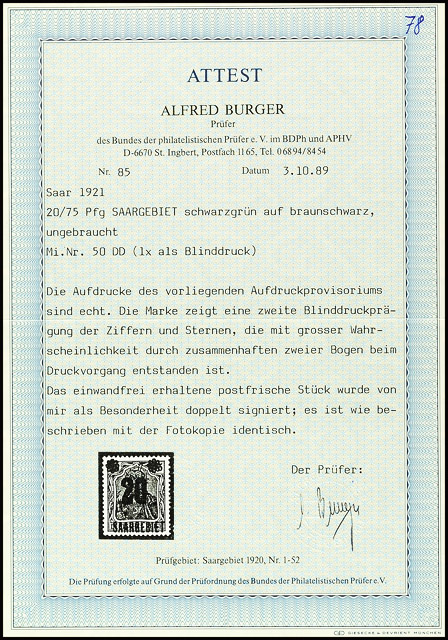 78
ATTEST
ALFRED BURGER
Prüfer
des Bundes der philatelistischen Prüfer e. V. im BDPh und APHV
D-6670 St. Ingbert, Postfach 1165, Tel. 06894/8454
Nr. 85 Datum 3.10.89
Saar 1921
20/75 Pfg SAARGEBIET schwarzgrün auf braunschwarz,
ungebraucht
Mi.Nr. 50 DD (1x als Blinddruck)
Die Aufdrucke des vorliegenden Aufdruckprovisoriums
sind echt. Die Marke zeigt eine zweite Blinddruckprä-
gung der Ziffern und Sternen, die mit grosser Wahr-
scheinlichkeit durch zusammenhaften zweier Bogen beim
Druckvorgang entstanden ist.
Das einwandfrei erhaltene postfrische Stück wurde von
mir als Besonderheit doppelt signiert; es ist wie be-
schrieben mit der Fotokopie identisch.
Der Prüfer:
20
SAARGEBIET
Prüfgebiet: Saargebiet 1920, Nr. 1-52
Die Prüfung erfolgte auf Grund der Prüfordnung des Bundes der Philatelistischen Prüfer e.V.
GIESECKE & DEVRIENT MÜNCHEN